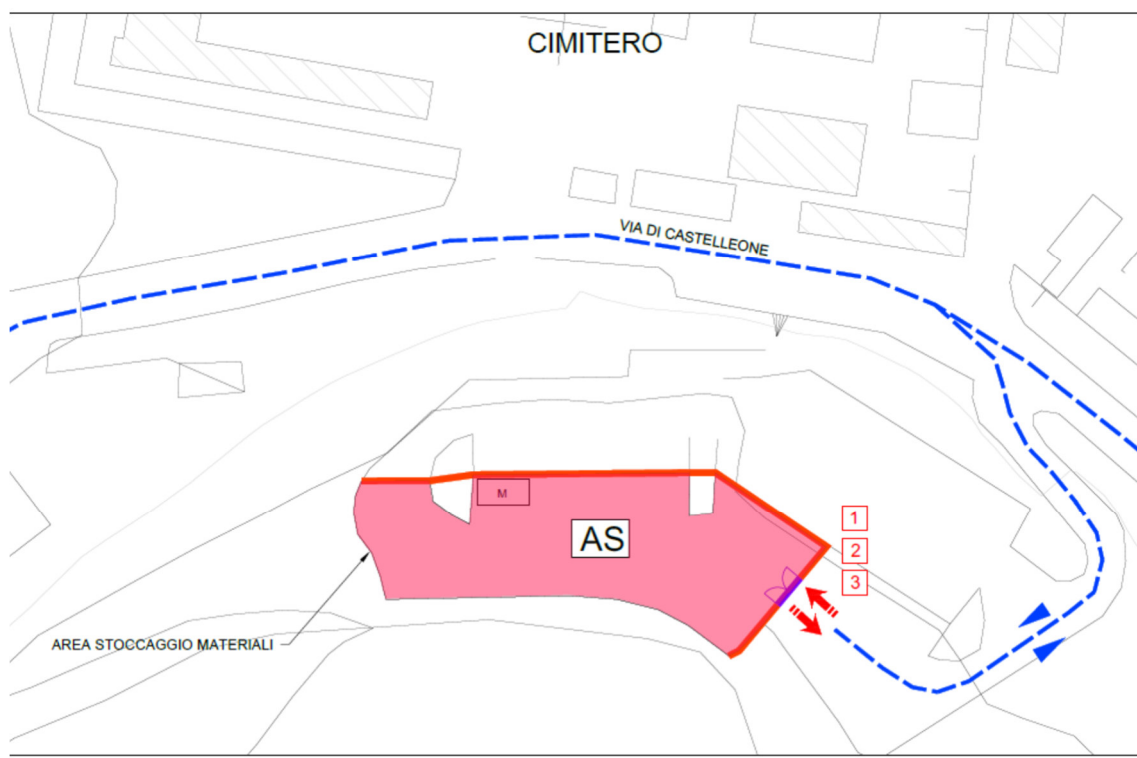 CIMITERO
VIA DI CASTELLEONE
M
AS
1
2
3
AREA STOCCAGGIO MATERIALI